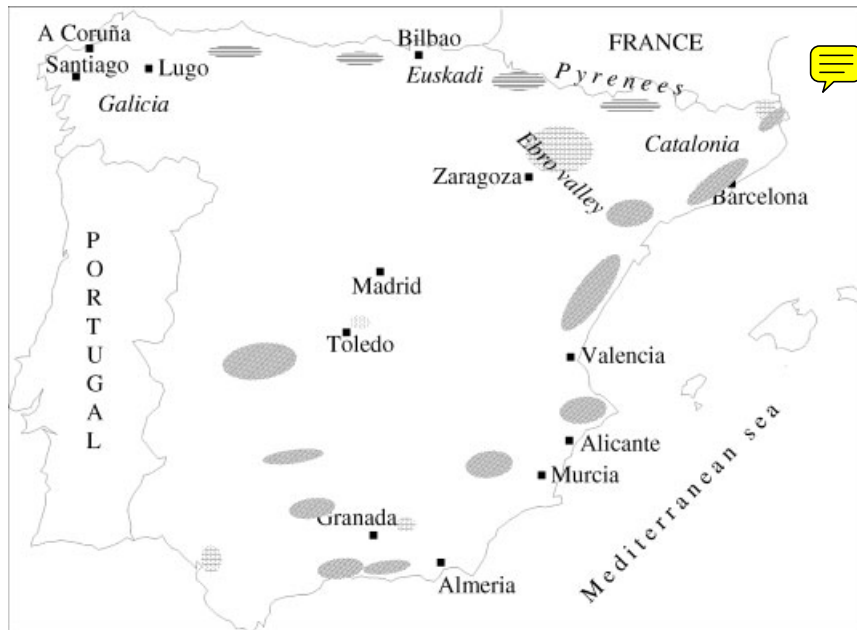 A Coruña
Bilbao
FRANCE
Santiago
Lugo
Euskadi
Pyrenees
Galicia
Ebro valley
Catalonia
Zaragoza
Barcelona
PORTUGAL
Madrid
Toledo
Valencia
Alicante
Murcia
Mediterranean sea
Granada
Almeria